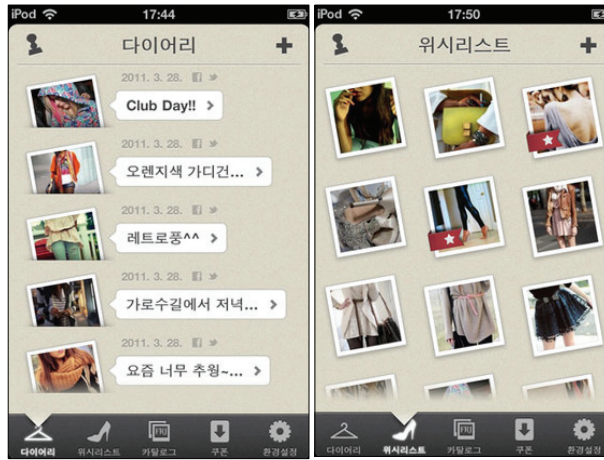 iPod 17:44
다이어리
2011. 3. 28.
Club Day!!
2011. 3. 28.
오렌지색 가디건...
2011. 3. 28.
레트로풍^^
2011. 3. 28.
가로수길에서 저녁...
2011. 3. 28.
요즘 너무 추웡~...
다이어리 위시리스트 카탈로그 쿠폰 환경설정
iPod 17:50
위시리스트
다이어리 위시리스트 카탈로그 쿠폰 환경설정